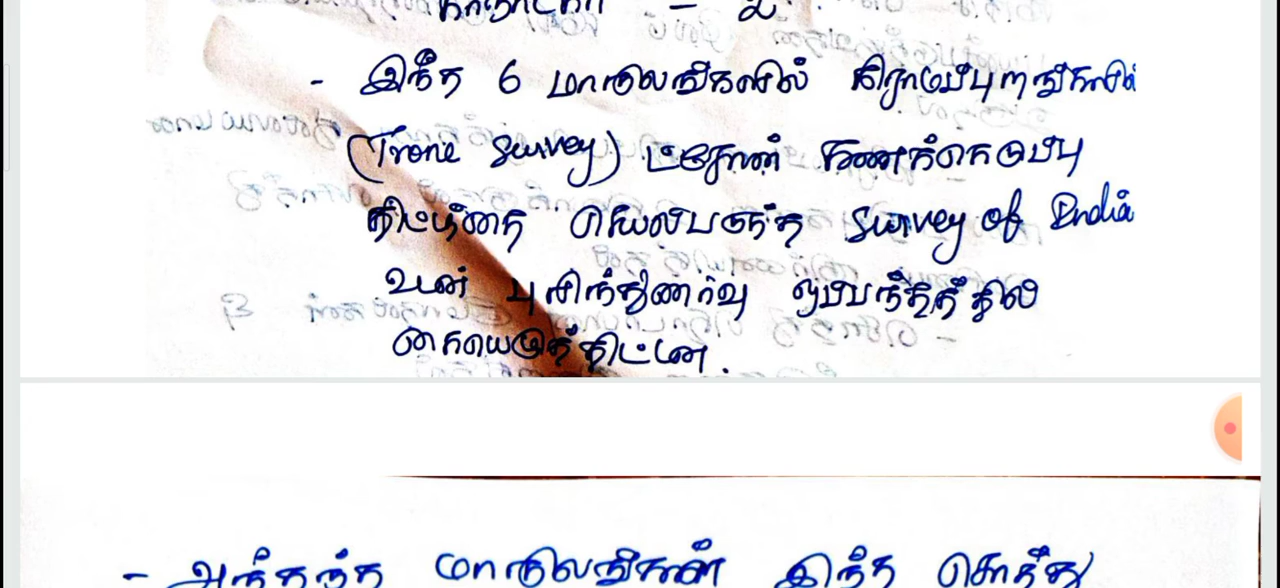 - இந்த 6 மாநிலங்களில் கிராமப்புறங்களில்
(Trone Survey) ட்ரோன் கணக்கெடுப்பு
திட்டத்தை செயல்படுத்த Survey of India
உடன் புரிந்துணர்வு ஒப்பந்தத்தில்
கையெழுத்திட்டன.
- அந்தந்த மாநிலங்கள் இந்த சொத்து